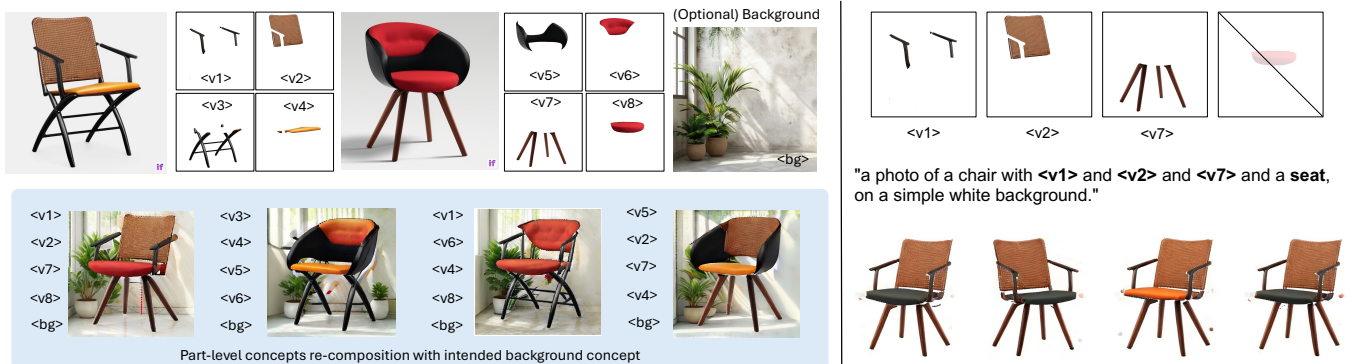 (Optional) Background
<v1>
<v2>
<v3>
<v4>
if
<v5>
<v6>
<v7>
<v8>
if
<bg>
<v1>
<v2>
<v7>
<v8>
<bg>
<v3>
<v4>
<v5>
<v6>
<bg>
<v1>
<v6>
<v4>
<v8>
<bg>
<v5>
<v2>
<v7>
<v4>
<bg>
Part-level concepts re-composition with intended background concept
<v1>
<v2>
<v7>
"a photo of a chair with <v1> and <v2> and <v7> and a seat,
on a simple white background."